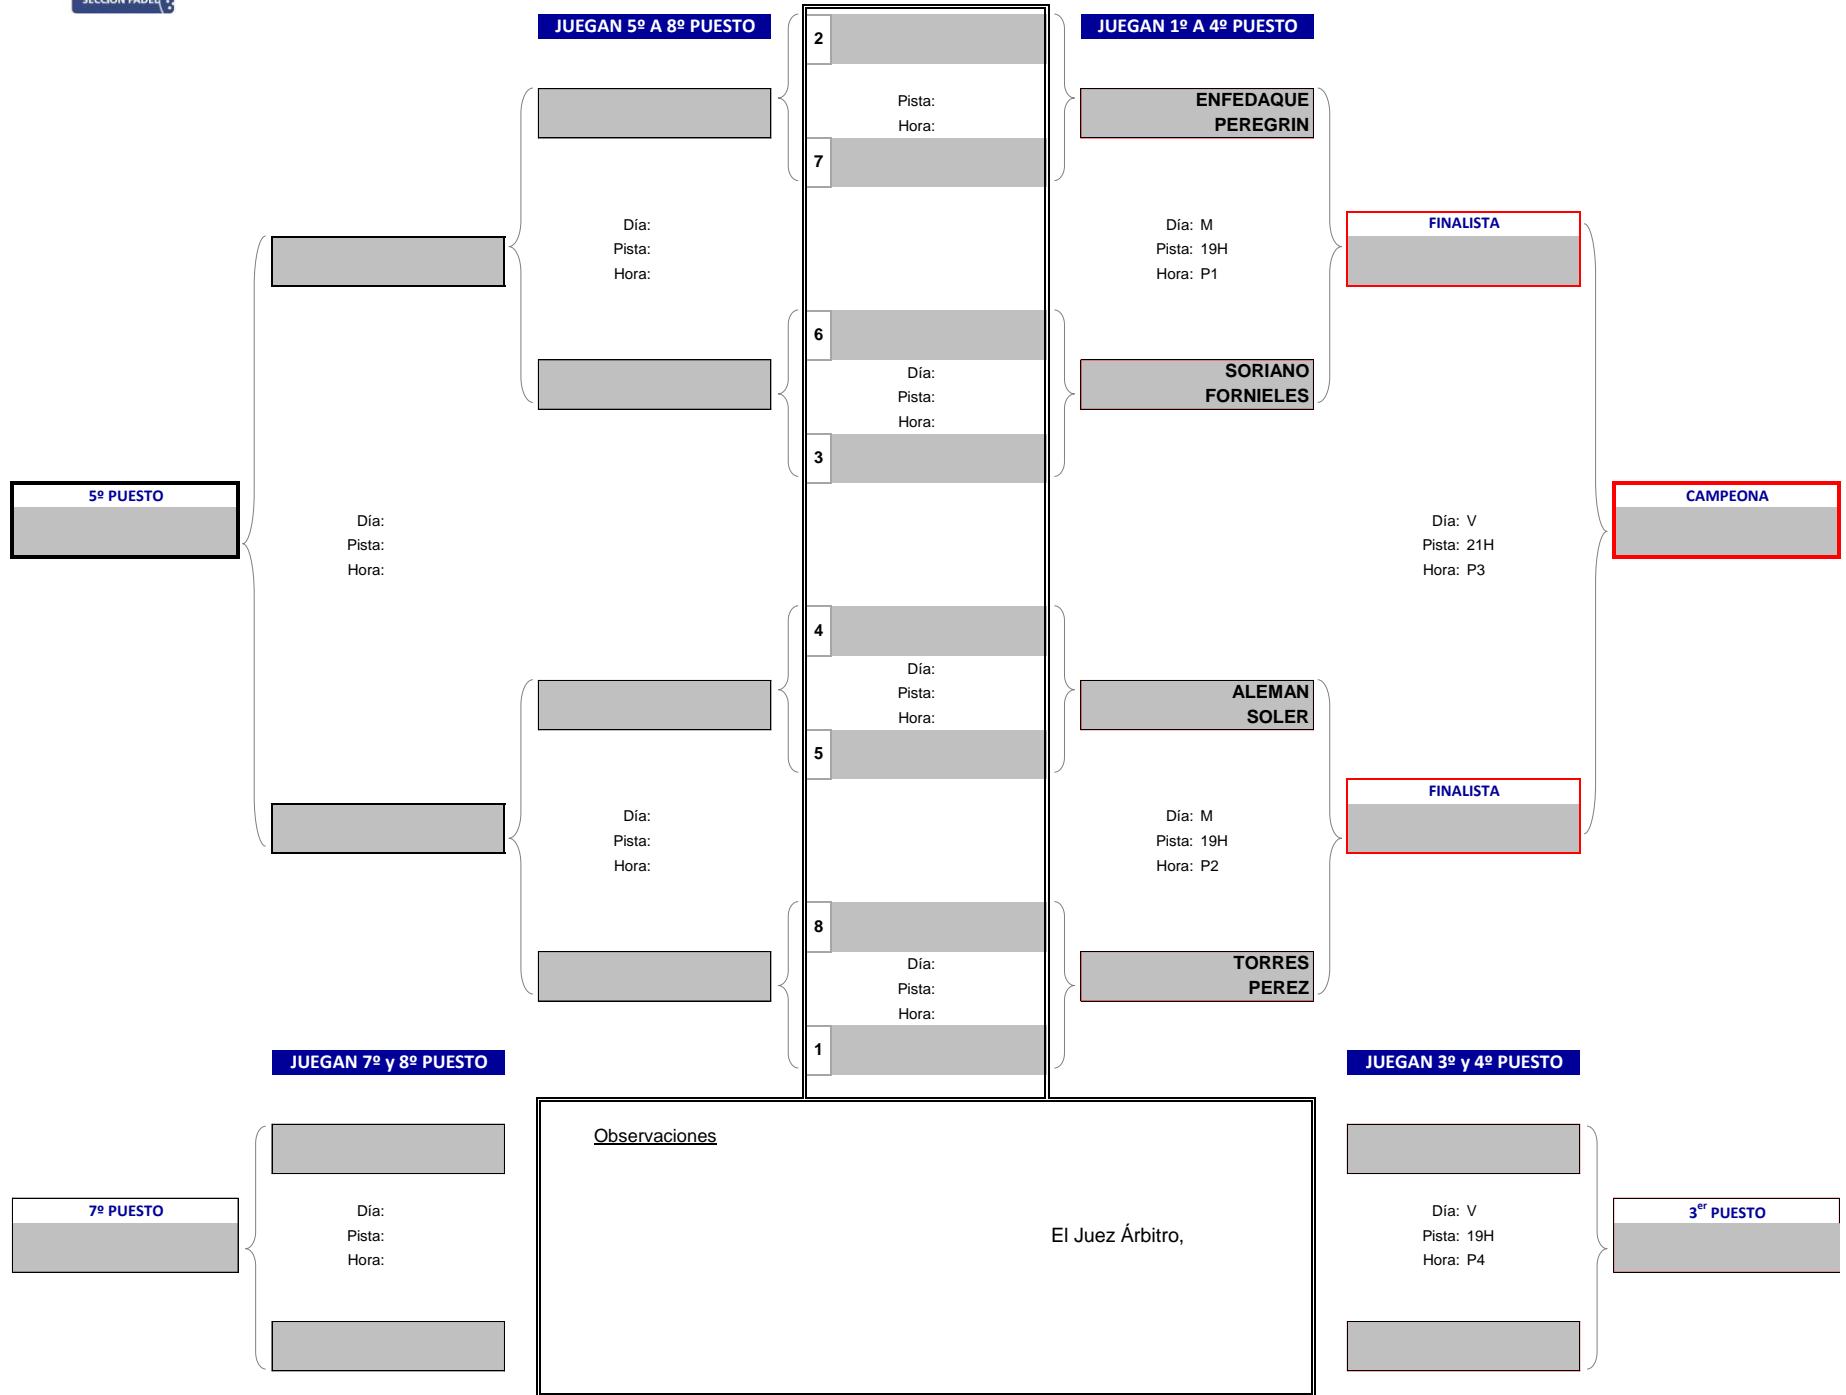 SECCIÓN PADEL
JUEGAN 5º A 8º PUESTO
2
JUEGAN 1º A 4º PUESTO
Pista:
Hora:
ENFEDAQUE
PEREGRIN
7
Día:
Pista:
Hora:
Día: M
Pista: 19H
Hora: P1
FINALISTA
6
Día:
Pista:
Hora:
SORIANO
FORNIELES
3
5º PUESTO
Día:
Pista:
Hora:
Día: V
Pista: 21H
Hora: P3
CAMPEONA
4
Día:
Pista:
Hora:
ALEMAN
SOLER
5
Día:
Pista:
Hora:
Día: M
Pista: 19H
Hora: P2
FINALISTA
8
Día:
Pista:
Hora:
TORRES
PEREZ
1
JUEGAN 7º y 8º PUESTO
JUEGAN 3º y 4º PUESTO
Observaciones
7º PUESTO
Día:
Pista:
Hora:
El Juez Árbitro,
Día: V
Pista: 19H
Hora: P4
3er PUESTO